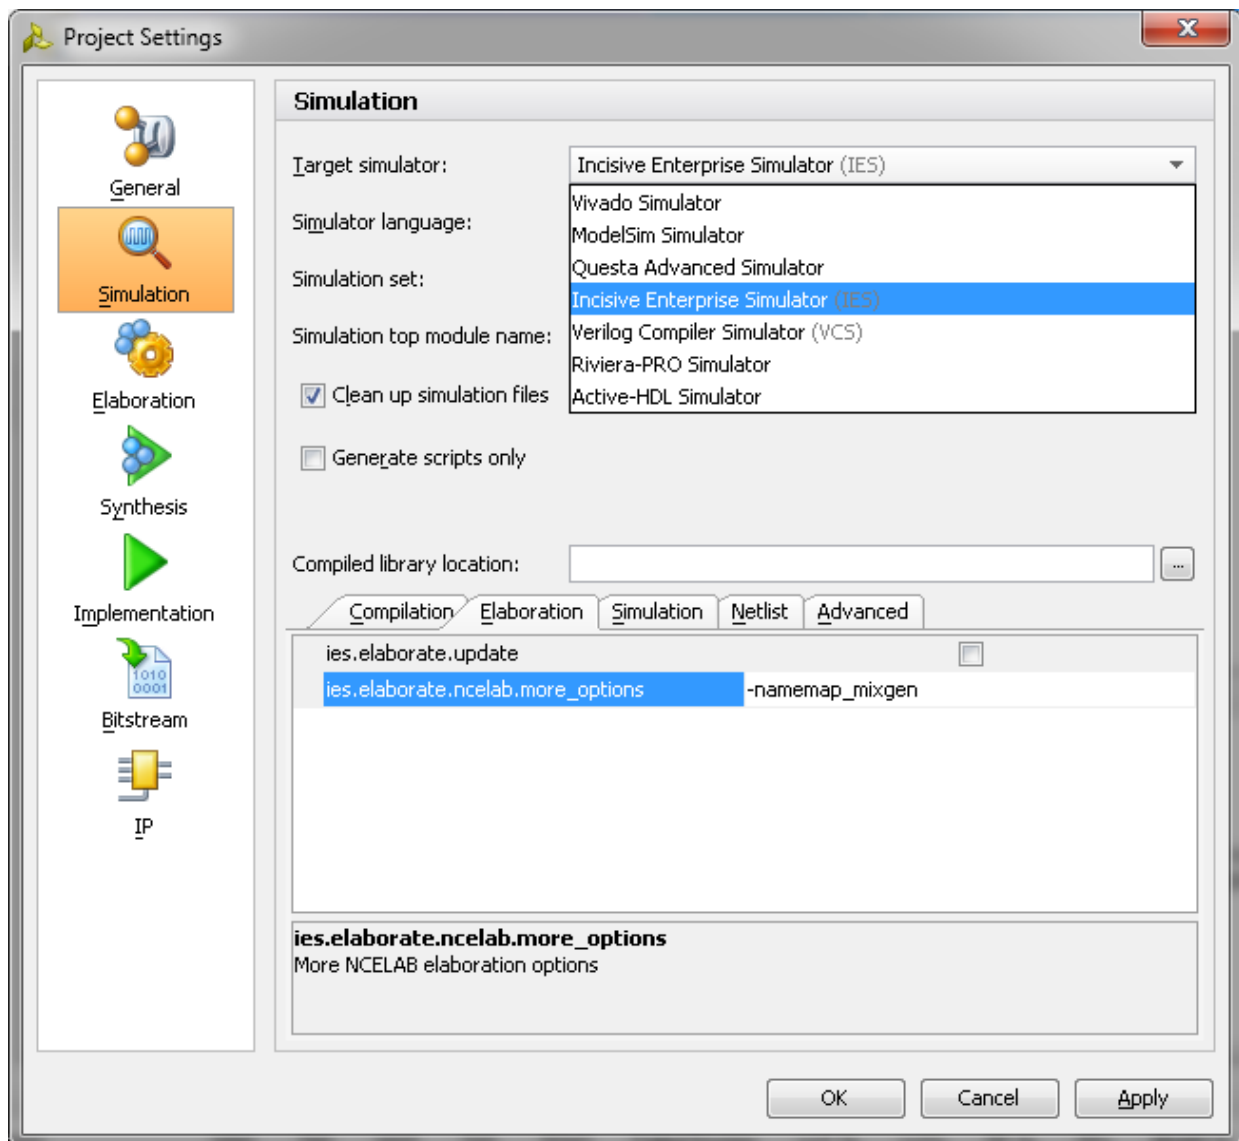 Project Settings
General
Simulation
Elaboration
Synthesis
Implementation
1010
0001
Bitstream
IP
Simulation
Target simulator:
Incisive Enterprise Simulator (IES)
Vivado Simulator
Simulator language:
ModelSim Simulator
Questa Advanced Simulator
Simulation set:
Incisive Enterprise Simulator (IES)
Simulation top module name:
Verilog Compiler Simulator (VCS)
Riviera-PRO Simulator
Clean up simulation files
Active-HDL Simulator
Generate scripts only
Compiled library location:
...
Compilation Elaboration Simulation Netlist Advanced
ies.elaborate.update
ies.elaborate.ncelab.more_options -namemap_mixgen
ies.elaborate.ncelab.more_options
More NCELAB elaboration options
OK Cancel Apply